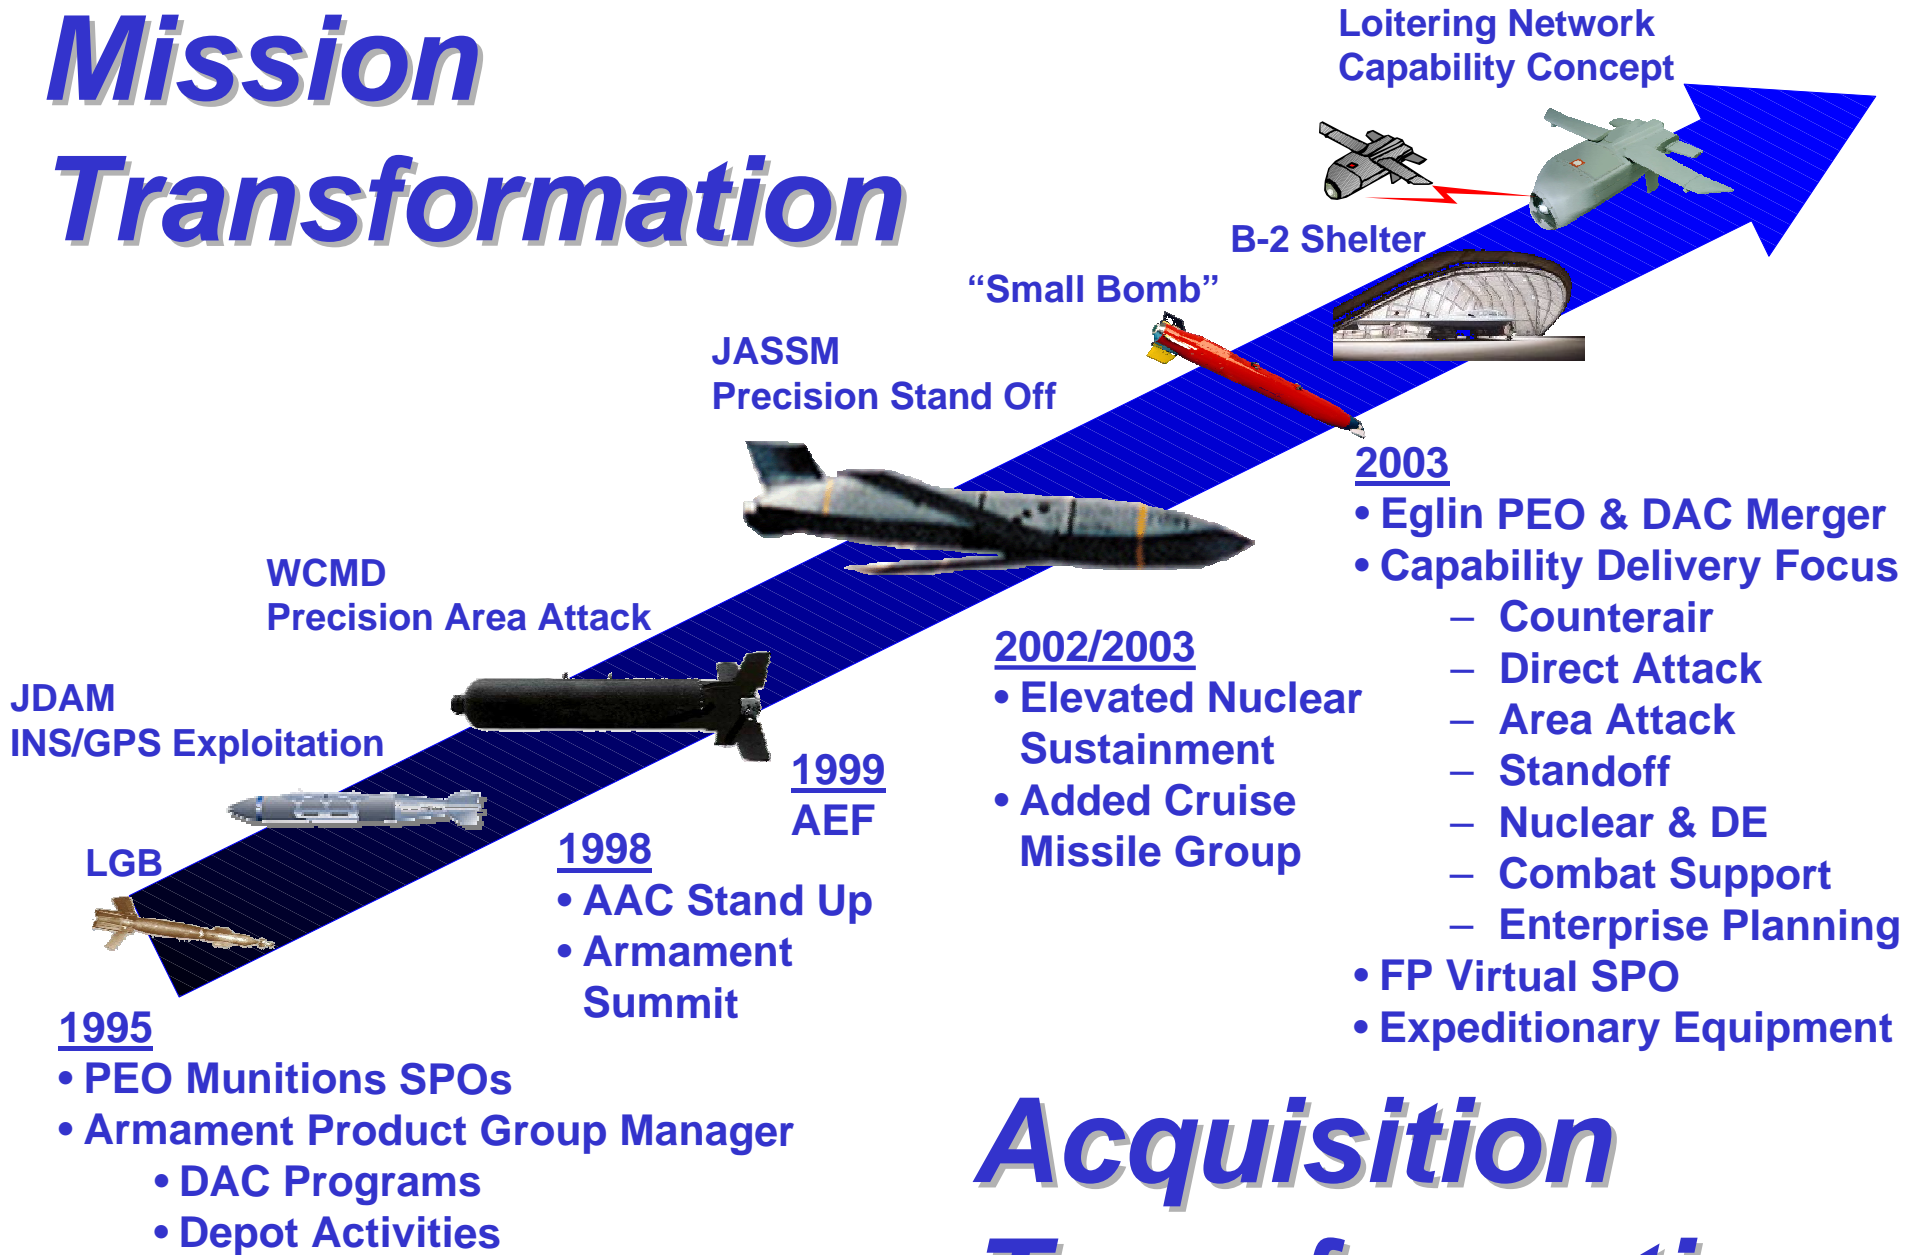 Mission
Transformation
Loitering Network
Capability Concept
B-2 Shelter
“Small Bomb”
JASSM
Precision Stand Off
WCMD
Precision Area Attack
JDAM
INS/GPS Exploitation
LGB
1995
• PEO Munitions SPOs
• Armament Product Group Manager
• DAC Programs
• Depot Activities
1998
• AAC Stand Up
• Armament
Summit
1999
AEF
2002/2003
• Elevated Nuclear
Sustainment
• Added Cruise
Missile Group
2003
• Eglin PEO & DAC Merger
• Capability Delivery Focus
– Counterair
– Direct Attack
– Area Attack
– Standoff
– Nuclear & DE
– Combat Support
– Enterprise Planning
• FP Virtual SPO
• Expeditionary Equipment
Acquisition